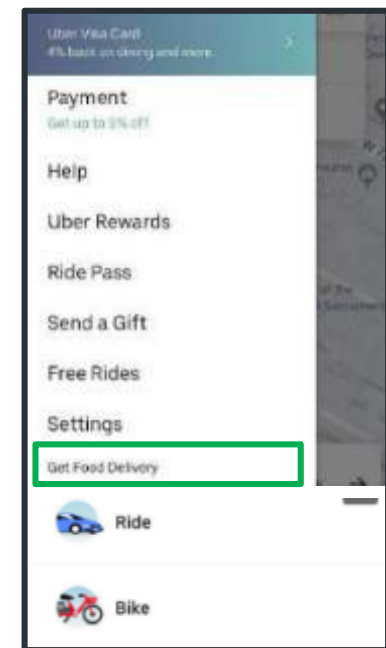 Uber Visa Card
4% back on dining and more
Payment
Get up to 5% off
Help
Uber Rewards
Ride Pass
Send a Gift
Free Rides
Settings
Get Food Delivery
Ride
Bike